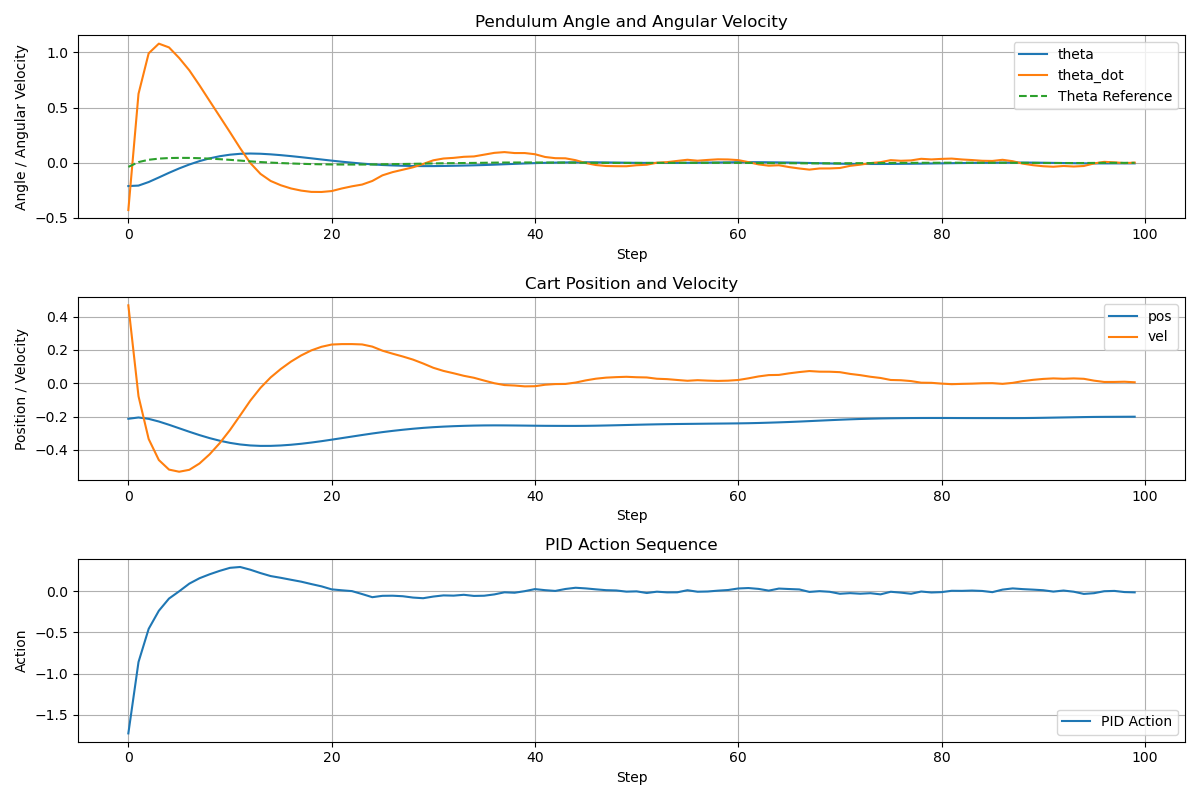 Pendulum Angle and Angular Velocity
Angle / Angular Velocity
1.0
0.5
0.0
−0.5
theta
theta_dot
Theta Reference
0 20 40 60 80 100
Step
Cart Position and Velocity
Position / Velocity
0.4
0.2
0.0
−0.2
−0.4
pos
vel
0 20 40 60 80 100
Step
PID Action Sequence
Action
0.0
−0.5
−1.0
−1.5
PID Action
0 20 40 60 80 100
Step